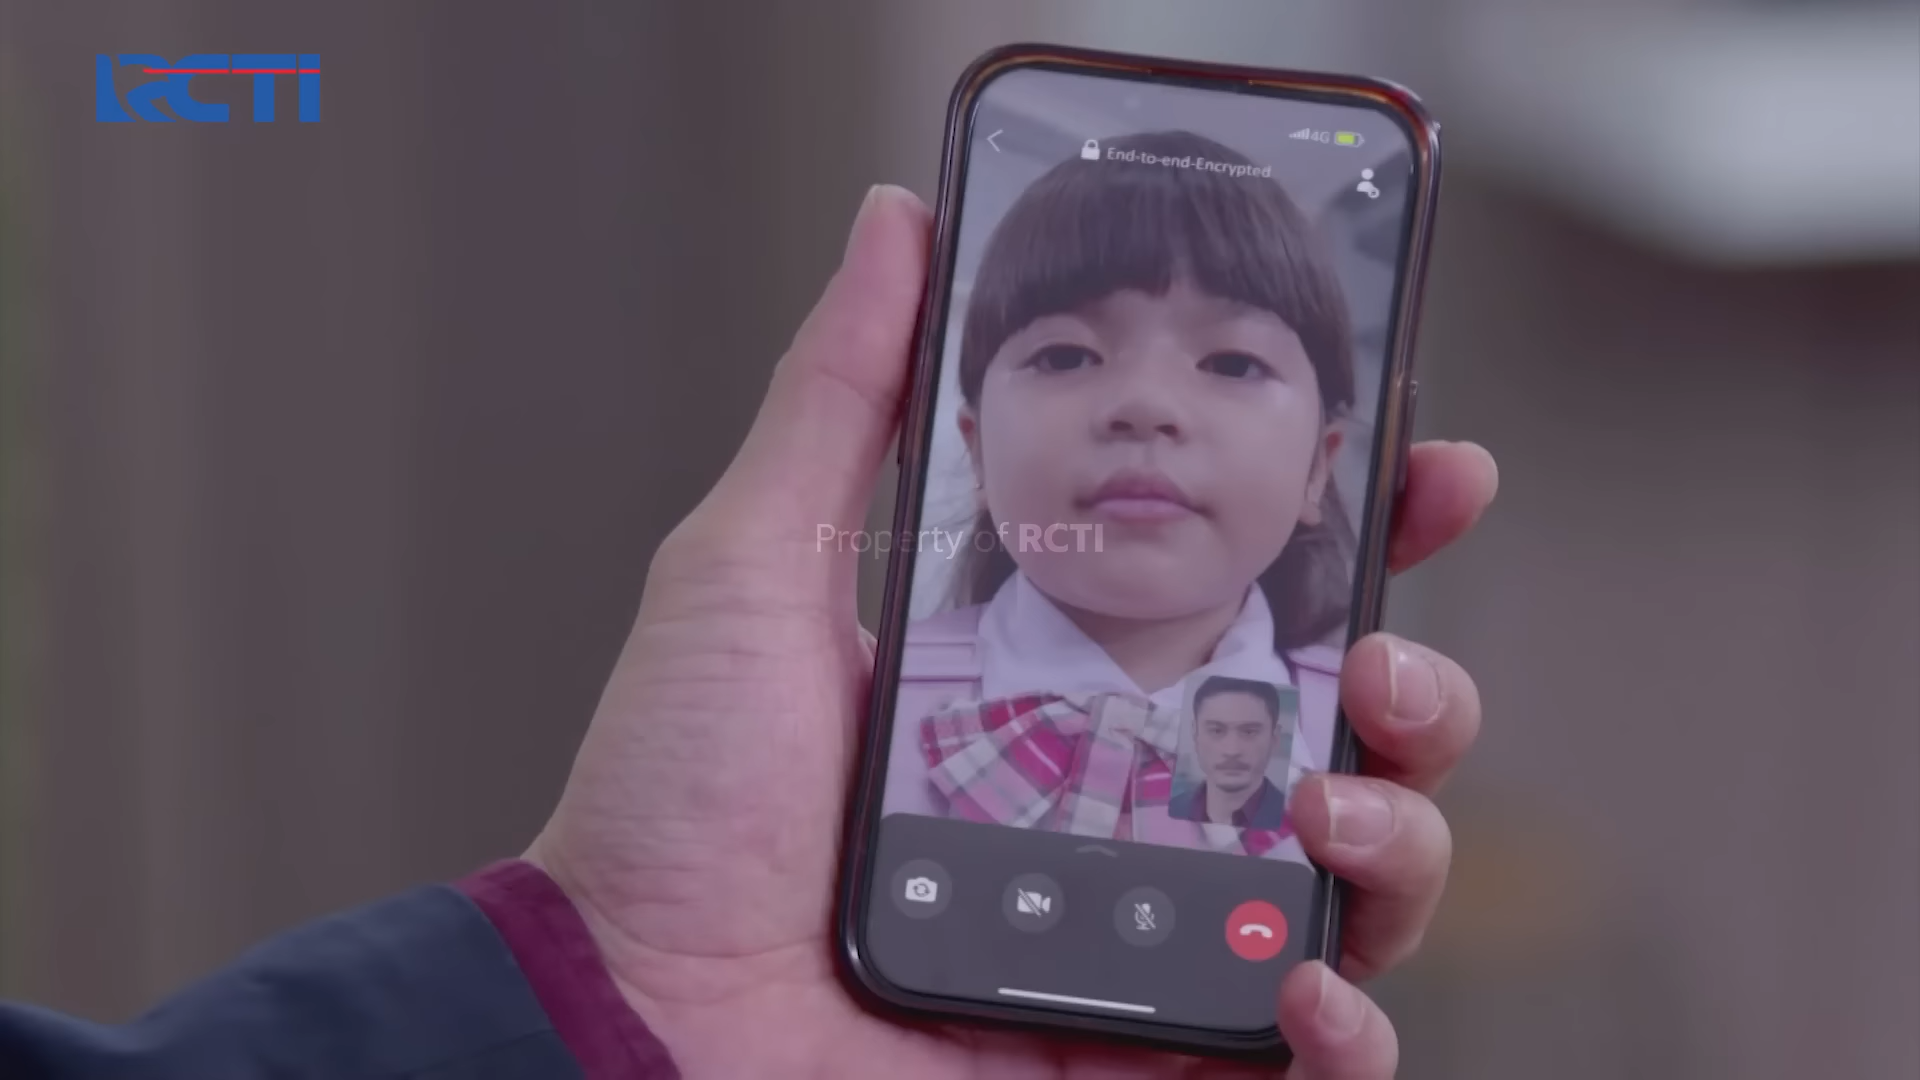 RCTI
4G
End-to-end-Encrypted
Property of RCTI